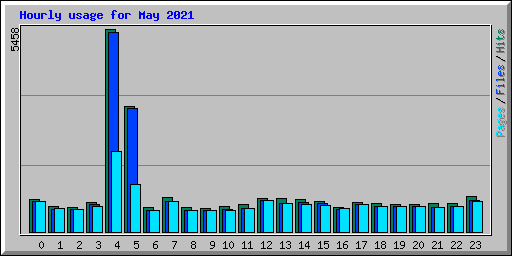 Hourly usage for May 2021
5458
Pages/Files/Hits
0 1 2 3 4 5 6 7 8 9 10 11 12 13 14 15 16 17 18 19 20 21 22 23